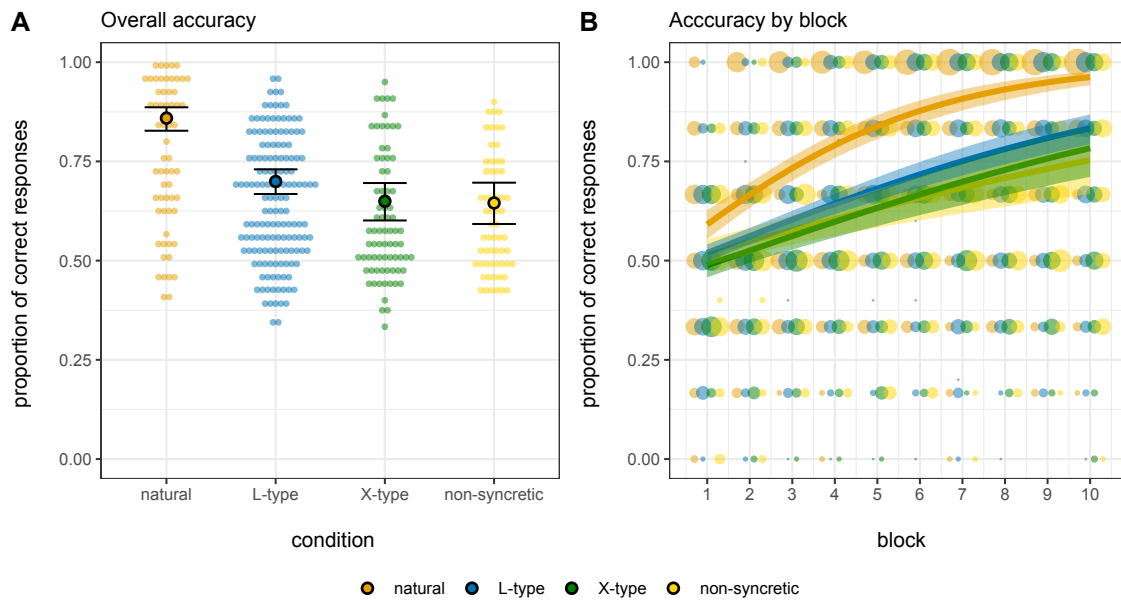 A
Overall accuracy
1.00
0.75
0.50
0.25
0.00
proportion of correct responses
natural L-type X-type non-syncretic
condition
B
Acccuracy by block
1.00
0.75
0.50
0.25
0.00
proportion of correct responses
1 2 3 4 5 6 7 8 9 10
block
natural L-type X-type non-syncretic